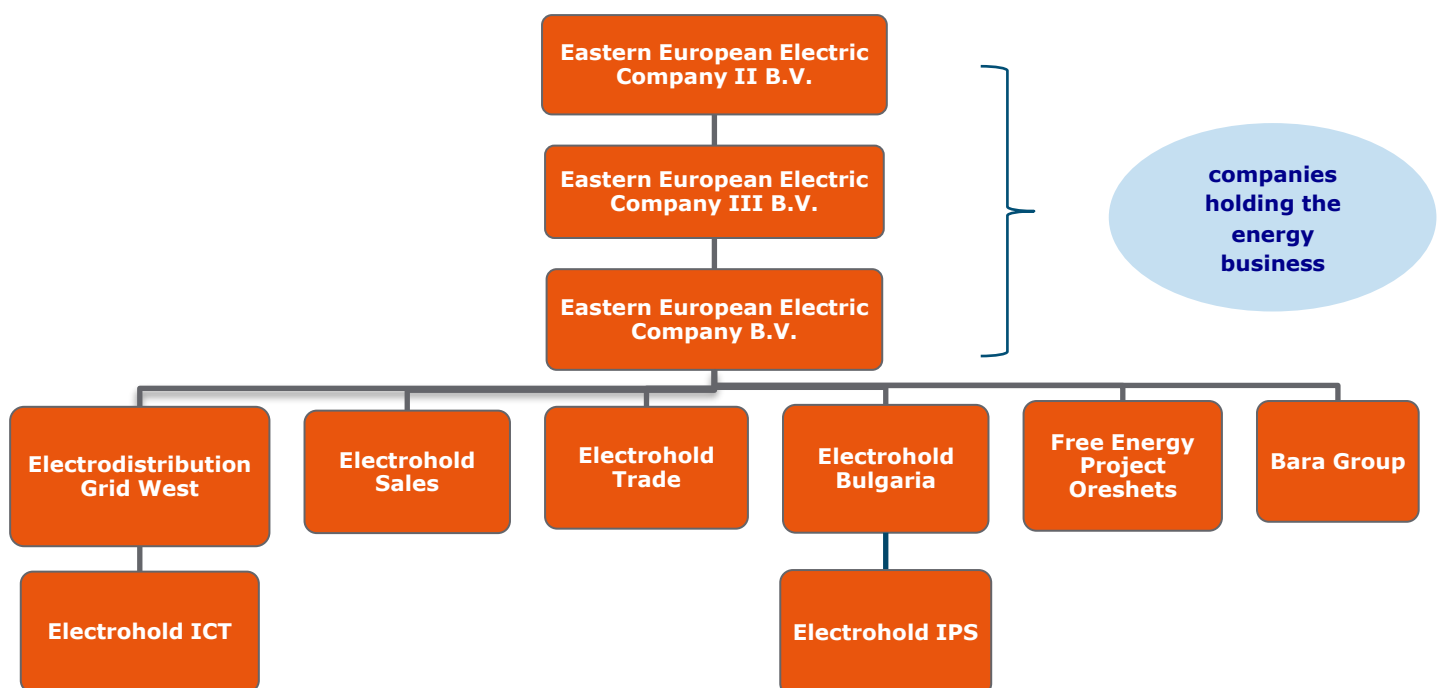 Eastern European Electric
Company II B.V.
Eastern European Electric
Company III B.V.
Eastern European Electric
Company B.V.
companies
holding the
energy
business
Electrodistribution
Grid West
Electrohold
Sales
Electrohold
Trade
Electrohold
Bulgaria
Free Energy
Project
Oreshets
Bara Group
Electrohold ICT
Electrohold IPS